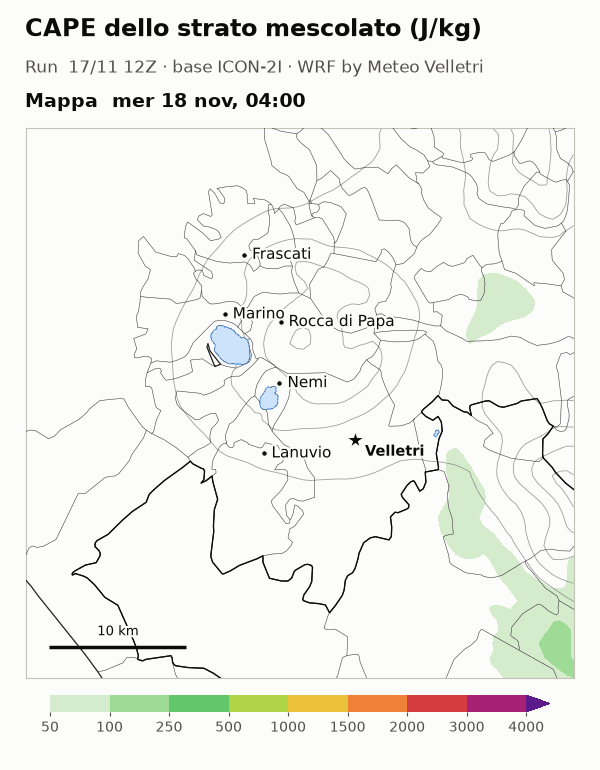 CAPE dello strato mescolato (J/kg)
Run  17/11 12Z · base ICON-2I · WRF by Meteo Velletri
Mappa  mer 18 nov, 04:00
Frascati
Marino
Rocca di Papa
Nemi
Velletri
Lanuvio
10 km
50 100 250 500 1000 1500 2000 3000 4000